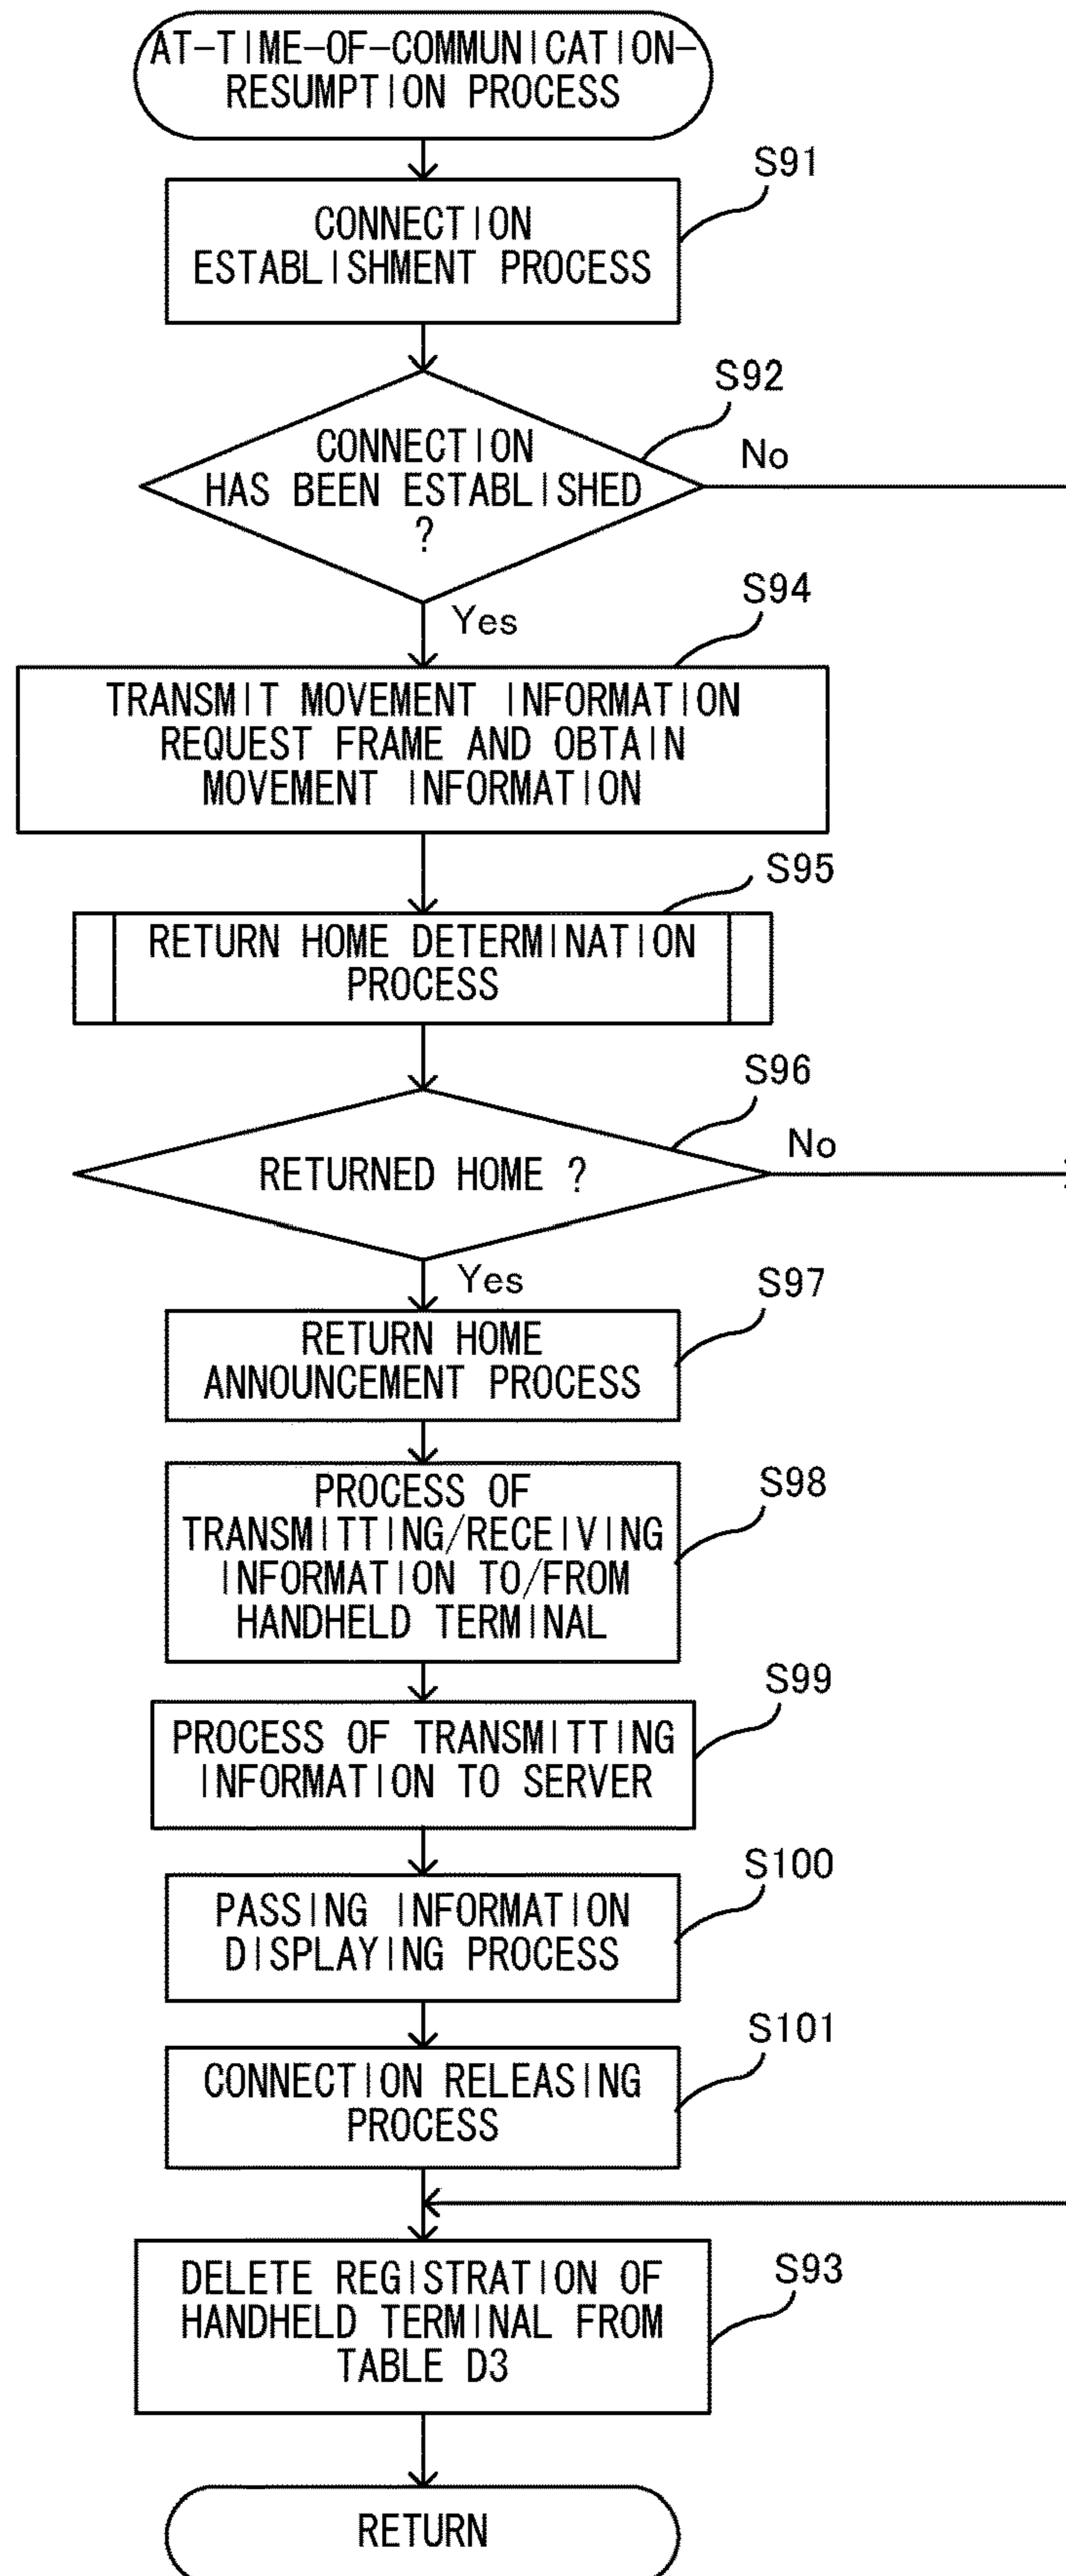 AT-TIME-OF-COMMUNICATION-
RESUMPTION PROCESS
S91
CONNECTION
ESTABLISHMENT PROCESS
S92
CONNECTION
HAS BEEN ESTABLISHED
?
No
Yes
S94
TRANSMIT MOVEMENT INFORMATION
REQUEST FRAME AND OBTAIN
MOVEMENT INFORMATION
S95
RETURN HOME DETERMINATION
PROCESS
S96
RETURNED HOME ?
No
Yes
S97
RETURN HOME
ANNOUNCEMENT PROCESS
S98
PROCESS OF
TRANSMITTING/RECEIVING
INFORMATION TO/FROM
HANDHELD TERMINAL
S99
PROCESS OF TRANSMITTING
INFORMATION TO SERVER
S100
PASSING INFORMATION
DISPLAYING PROCESS
S101
CONNECTION RELEASING
PROCESS
S93
DELETE REGISTRATION OF
HANDHELD TERMINAL FROM
TABLE D3
RETURN